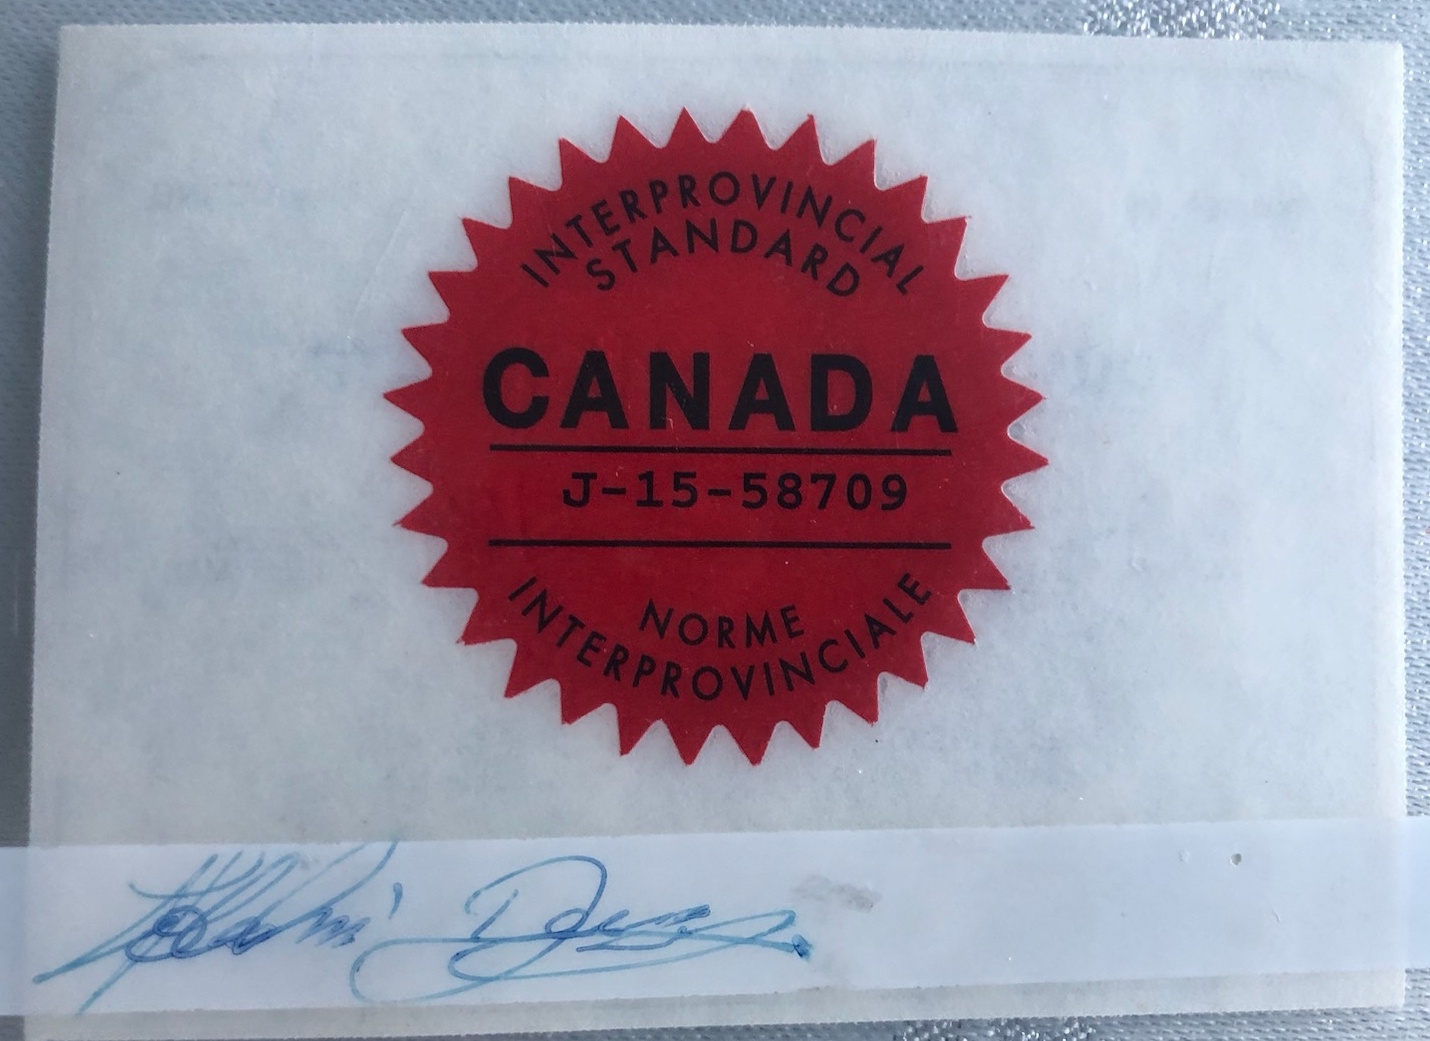 INTERPROVINCIAL
STANDARD
CANADA
J-15-58709
NORME
INTERPROVINCIALE